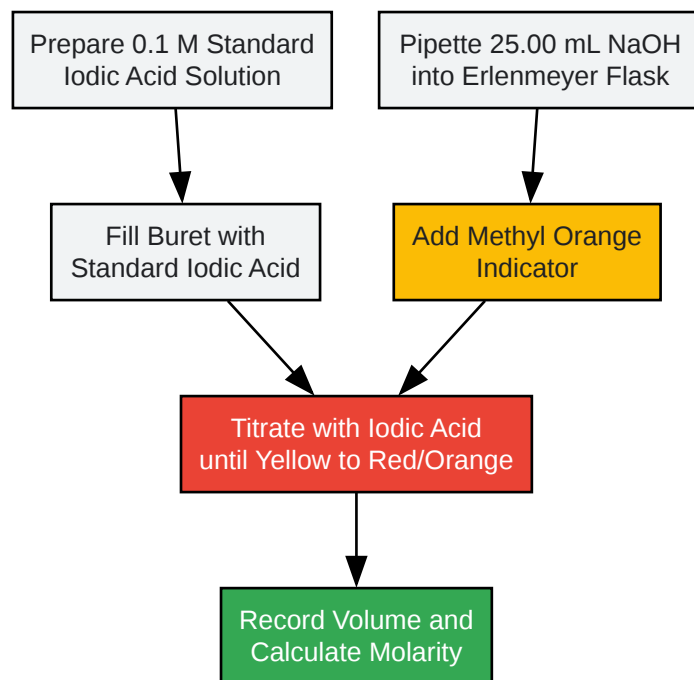 Prepare 0.1 M Standard
Iodic Acid Solution
Pipette 25.00 mL NaOH
into Erlenmeyer Flask
Fill Buret with
Standard Iodic Acid
Add Methyl Orange
Indicator
Titrate with Iodic Acid
until Yellow to Red/Orange
Record Volume and
Calculate Molarity